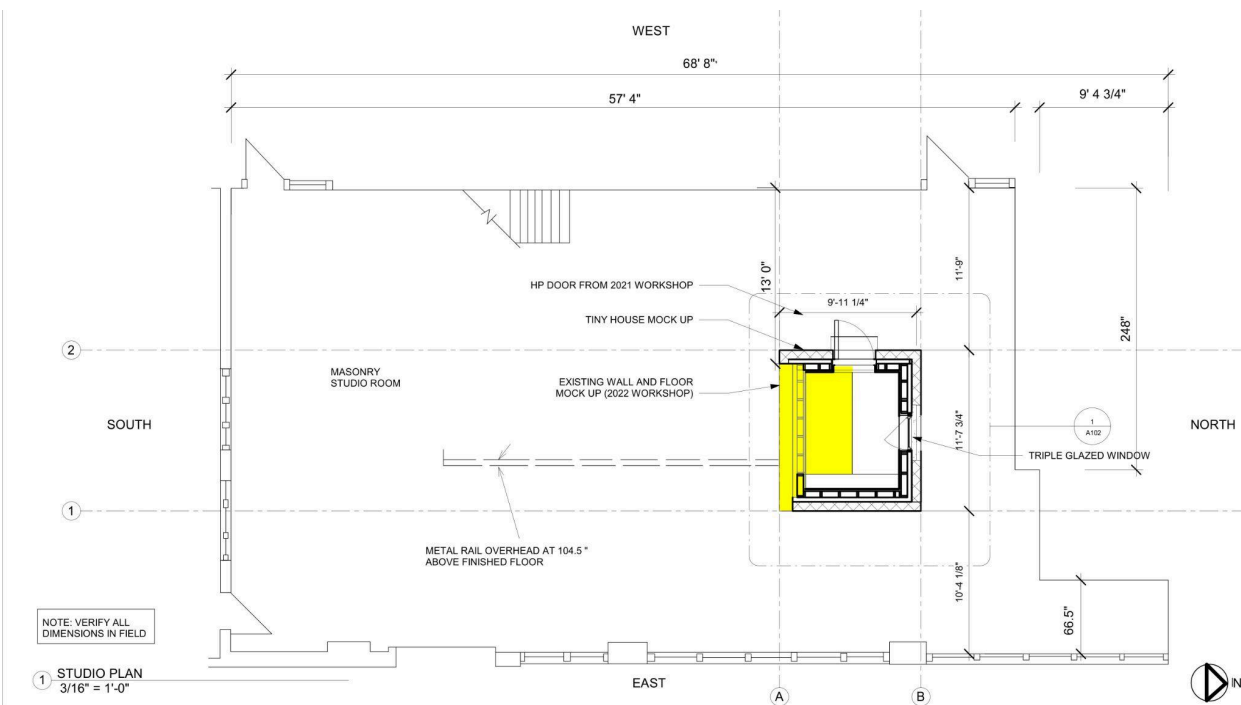 WEST
68' 8"
57' 4"
9' 4 3/4"
HP DOOR FROM 2021 WORKSHOP
13' 0"
11'-9"
9'-11 1/4"
TINY HOUSE MOCK UP
248"
2
MASONRY
STUDIO ROOM
EXISTING WALL AND FLOOR
MOCK UP (2022 WORKSHOP)
SOUTH
11'-7 3/4"
1
A102
NORTH
TRIPLE GLAZED WINDOW
1
METAL RAIL OVERHEAD AT 104.5 "
ABOVE FINISHED FLOOR
10'-4 1/8"
66.5"
NOTE: VERIFY ALL
DIMENSIONS IN FIELD
1 STUDIO PLAN
3/16" = 1'-0"
EAST
A
B
N